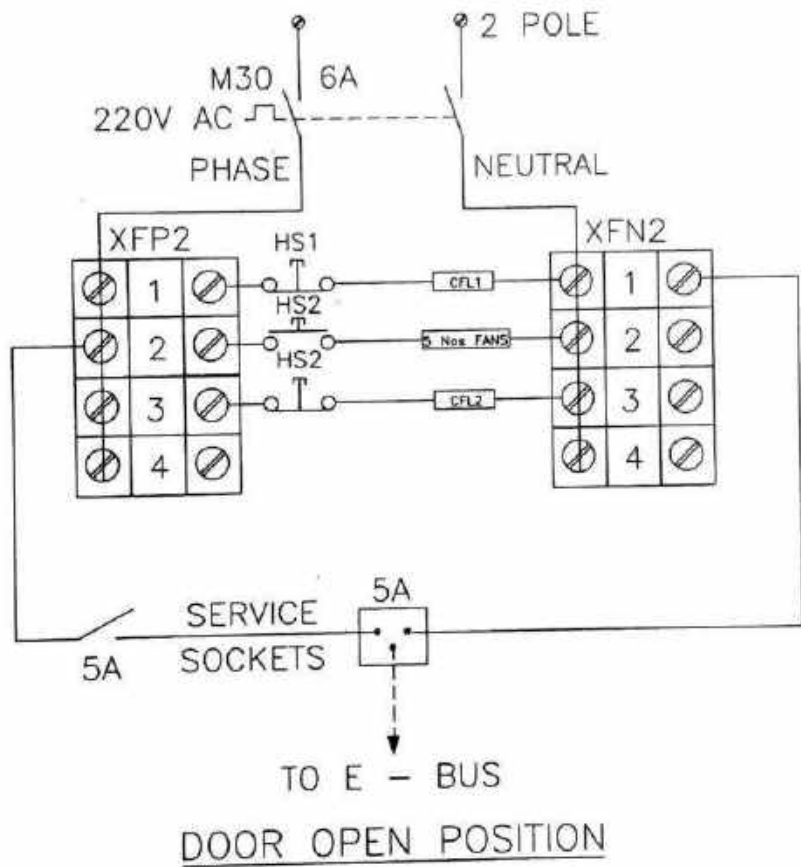 2 POLE
M30 6A
220V AC
PHASE
NEUTRAL
XFP2
HS1
XFN2
1
CFL1
1
HS2
2
5 Nos FANS
2
HS2
3
CFL2
3
4
4
5A
SERVICE
SOCKETS
5A
TO E - BUS
DOOR OPEN POSITION